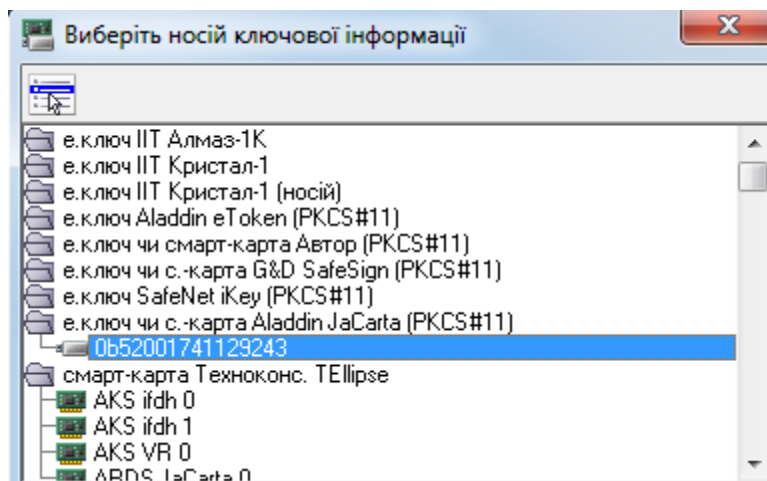 Виберіть носій ключової інформації
е.ключ ІІТ Алмаз-1К
е.ключ ІІТ Кристал-1
е.ключ ІІТ Кристал-1 (носій)
е.ключ Aladdin eToken (PKCS#11)
е.ключ чи смарт-карта Автор (PKCS#11)
е.ключ чи с.-карта G&D SafeSign (PKCS#11)
е.ключ SafeNet iKey (PKCS#11)
е.ключ чи с.-карта Aladdin JaCarta (PKCS#11)
0b52001741129243
смарт-карта Техноконс. TEllipse
AKS ifdh 0
AKS ifdh 1
AKS VR 0
ARDS JaCarta 0